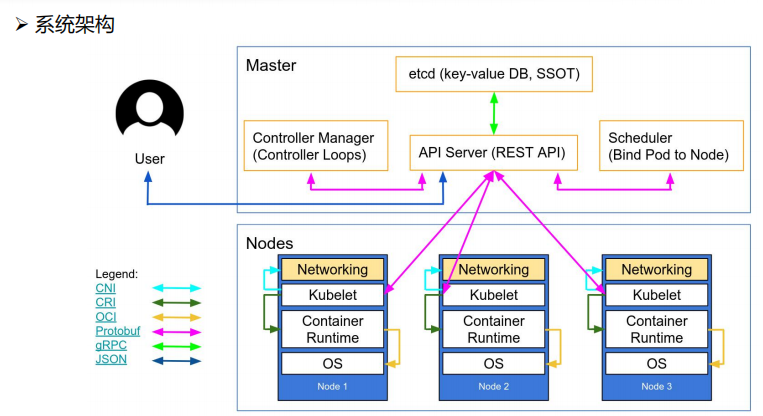 ➢ 系统架构
Master
etcd (key-value DB, SSOT)
Controller Manager
(Controller Loops)
API Server (REST API)
Scheduler
(Bind Pod to Node)
User
Nodes
Legend:
CNI
CRI
OCI
Protobuf
gRPC
JSON
Networking
Kubelet
Container
Runtime
OS
Node 1
Networking
Kubelet
Container
Runtime
OS
Node 2
Networking
Kubelet
Container
Runtime
OS
Node 3